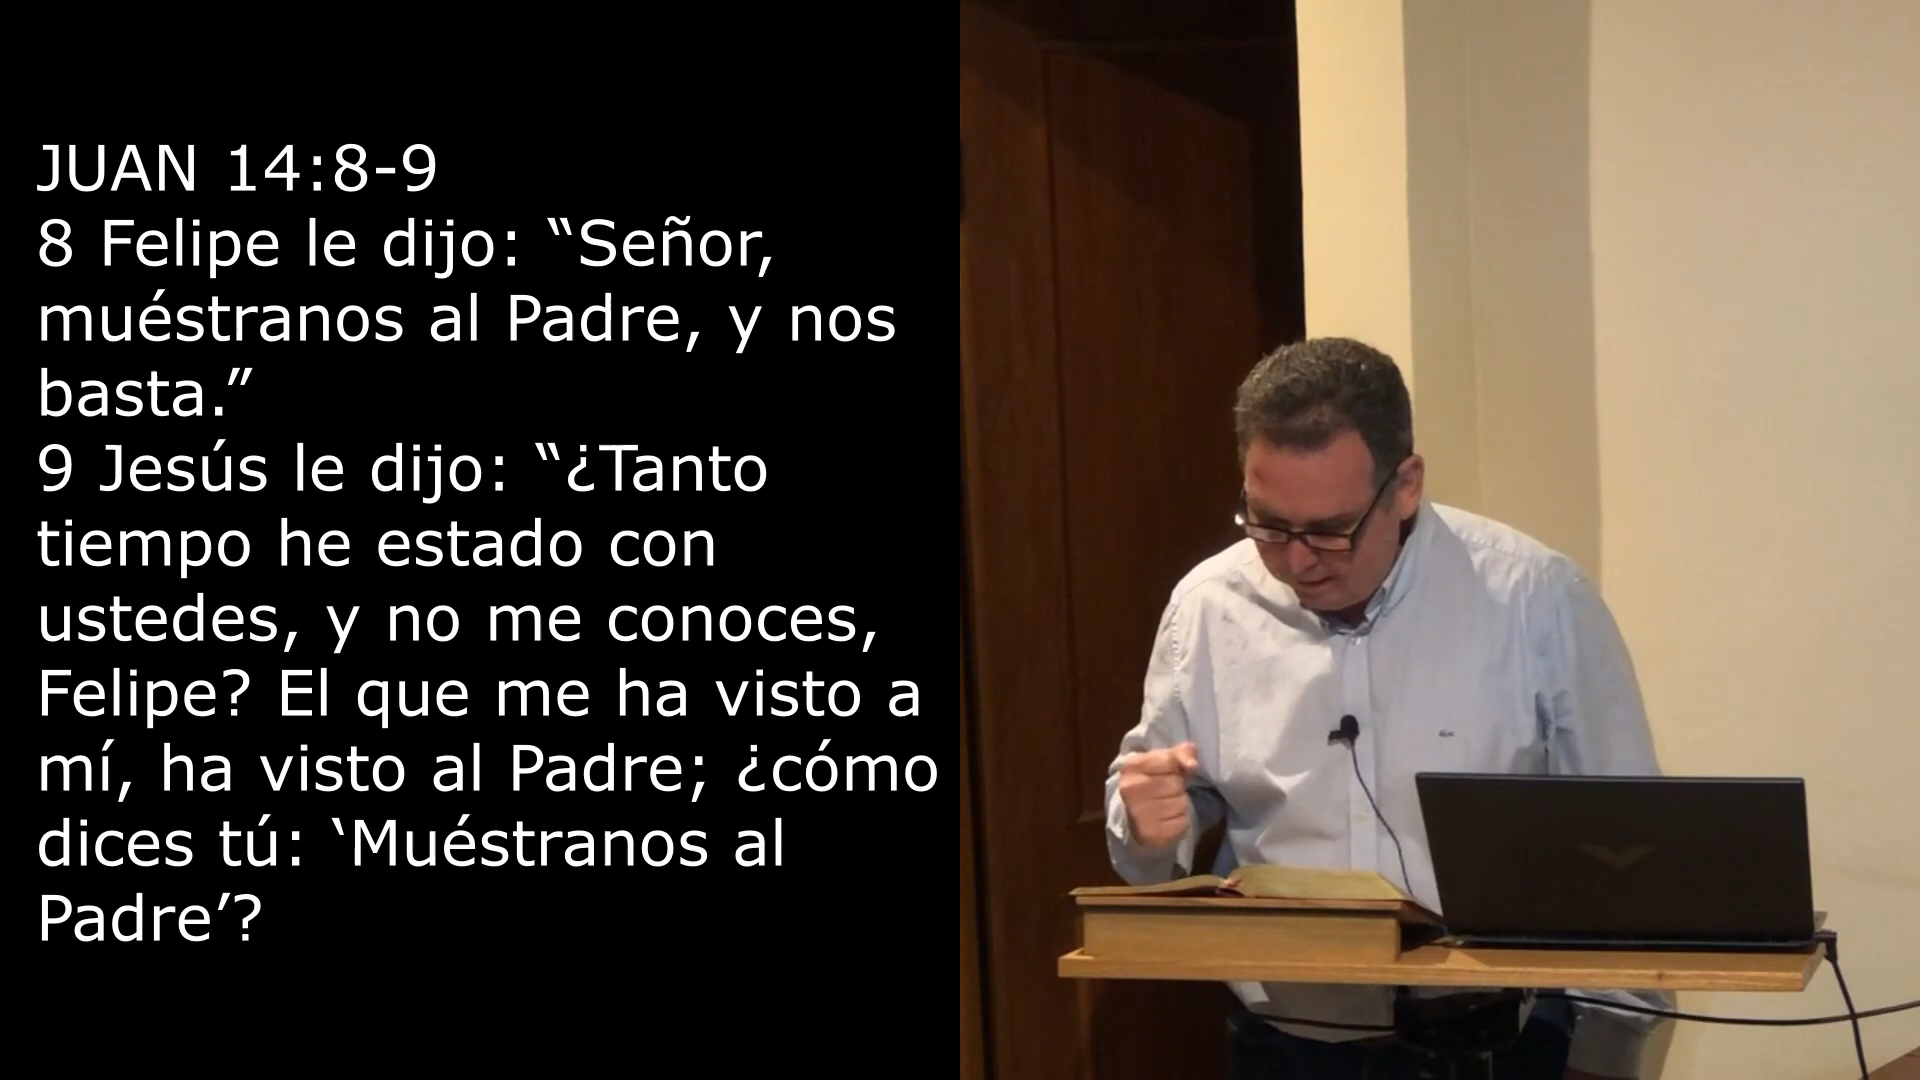 JUAN 14:8-9
8 Felipe le dijo: “Señor,
muéstranos al Padre, y nos
basta.”
9 Jesús le dijo: “¿Tanto
tiempo he estado con
ustedes, y no me conoces,
Felipe? El que me ha visto a
mí, ha visto al Padre; ¿cómo
dices tú: ‘Muéstranos al
Padre’?